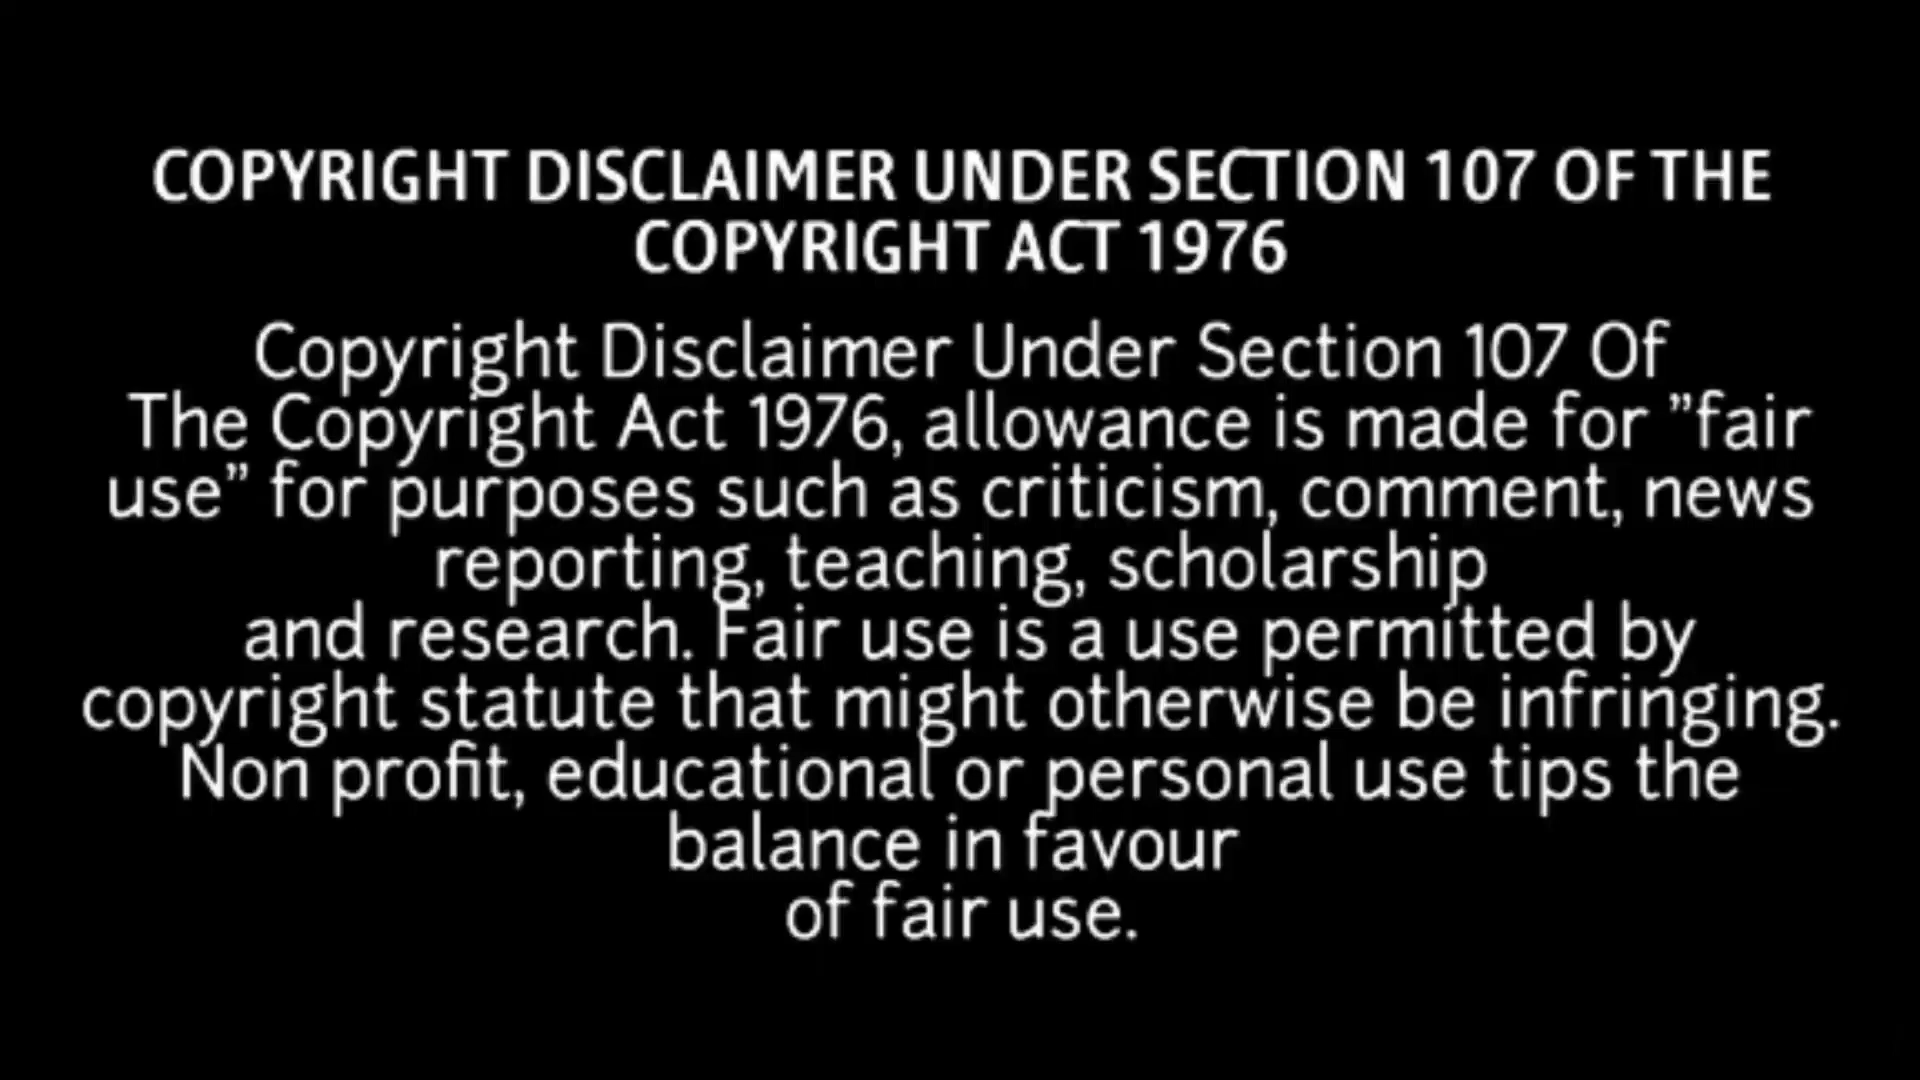 COPYRIGHT DISCLAIMER UNDER SECTION 107 OF THE
COPYRIGHT ACT 1976
Copyright Disclaimer Under Section 107 Of
The Copyright Act 1976, allowance is made for ”fair
use” for purposes such as criticism, comment, news
reporting, teaching, scholarship
and research. Fair use is a use permitted by
copyright statute that might otherwise be infringing.
Non profit, educational or personal use tips the
balance in favour
of fair use.